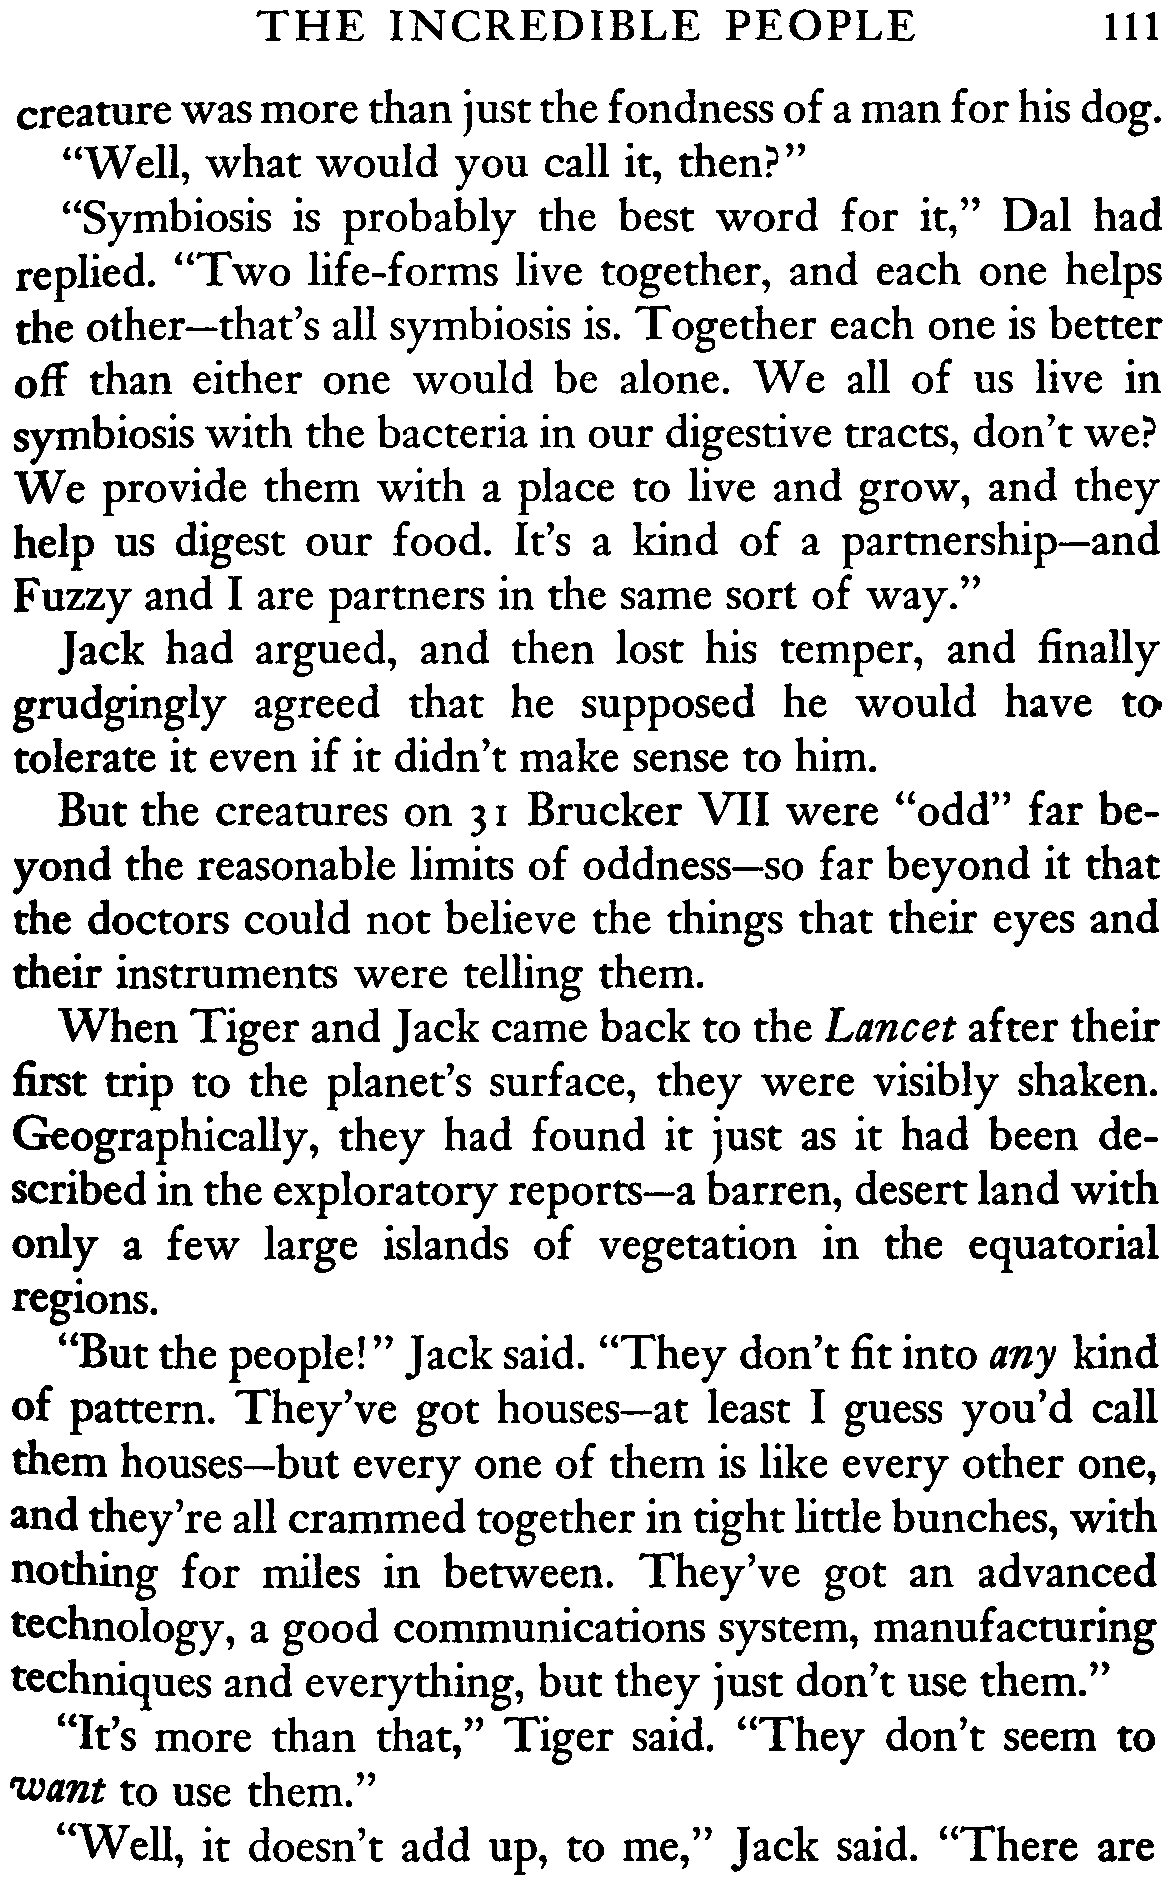 THE INCREDIBLE PEOPLE 111
creature was more than just the fondness of a man for his dog.
“Well, what would you call it, then?”
“Symbiosis is probably the best word for it,” Dal had
replied. “Two life-forms live together, and each one helps
the other—that’s all symbiosis is. Together each one is better
off than either one would be alone. We all of us live in
symbiosis with the bacteria in our digestive tracts, don’t we?
We provide them with a place to live and grow, and they
help us digest our food. It’s a kind of a partnership—and
Fuzzy and I are partners in the same sort of way.”
Jack had argued, and then lost his temper, and finally
grudgingly agreed that he supposed he would have to
tolerate it even if it didn’t make sense to him.
But the creatures on 31 Brucker VII were “odd” far be-
yond the reasonable limits of oddness—so far beyond it that
the doctors could not believe the things that their eyes and
their instruments were telling them.
When Tiger and Jack came back to the Lancet after their
first trip to the planet’s surface, they were visibly shaken.
Geographically, they had found it just as it had been de-
scribed in the exploratory reports—a barren, desert land with
only a few large islands of vegetation in the equatorial
regions.
“But the people!” Jack said. “They don’t fit into any kind
of pattern. They’ve got houses—at least I guess you’d call
them houses—but every one of them is like every other one,
and they’re all crammed together in tight little bunches, with
nothing for miles in between. They’ve got an advanced
technology, a good communications system, manufacturing
techniques and everything, but they just don’t use them.”
“It’s more than that,” Tiger said. “They don’t seem to
want to use them.”
“Well, it doesn’t add up, to me,” Jack said. “There are